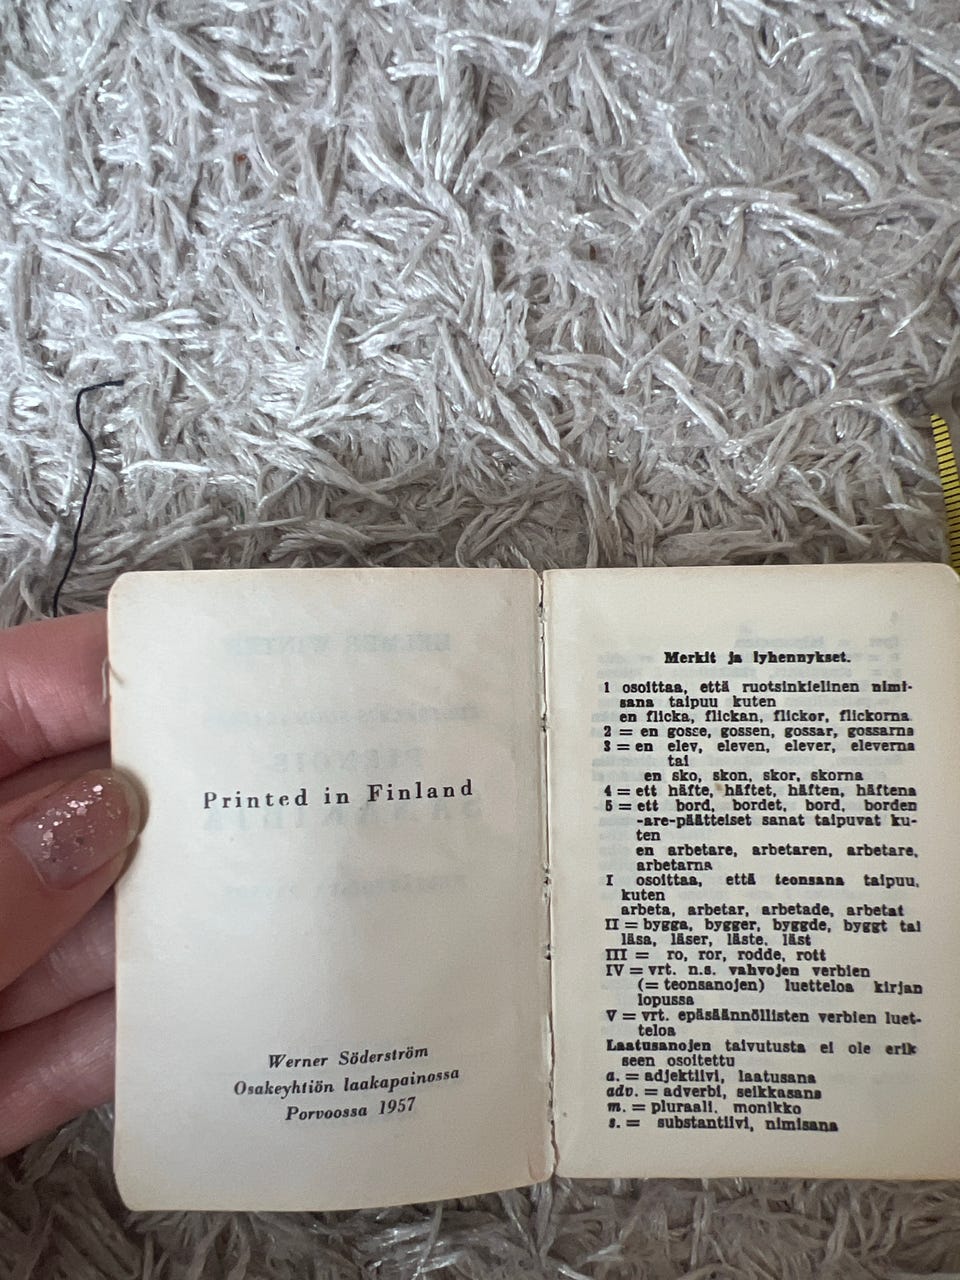 Printed in Finland
Werner Söderström
Osakeyhtiön laakapainossa
Porvoossa 1957
Merkit ja lyhennykset.
1 osoittaa, että ruotsinkielinen nimi-
sana taipuu kuten
en flicka, flickan, flickor, flickorna
2 = en gosse, gossen, gossar, gossarna
3 = en elev, eleven, elever, eleverna
tai
en sko, skon, skor, skorna
4 = ett häfte, häftet, häften, häftena
5 = ett bord, bordet, bord, borden
-are-päätteiset sanat taipuvat ku-
ten
en arbetare, arbetaren, arbetare,
arbetarna
I osoittaa, että teonsana taipuu,
kuten
arbeta, arbetar, arbetade, arbetat
II = bygga, bygger, byggde, byggt tai
läsa, läser, läste, läst
III = ro, ror, rodde, rott
IV = vrt. n.s. vahvojen verbien
(= teonsanojen) luetteloa kirjan
lopussa
V = vrt. epäsäännöllisten verbien luet-
teloa
Laatusanojen taivutusta ei ole erik
seen osoitettu
a. = adjektiivi, laatusana
adv. = adverbi, seikkasana
m. = pluraali, monikko
s. = substantiivi, nimisana